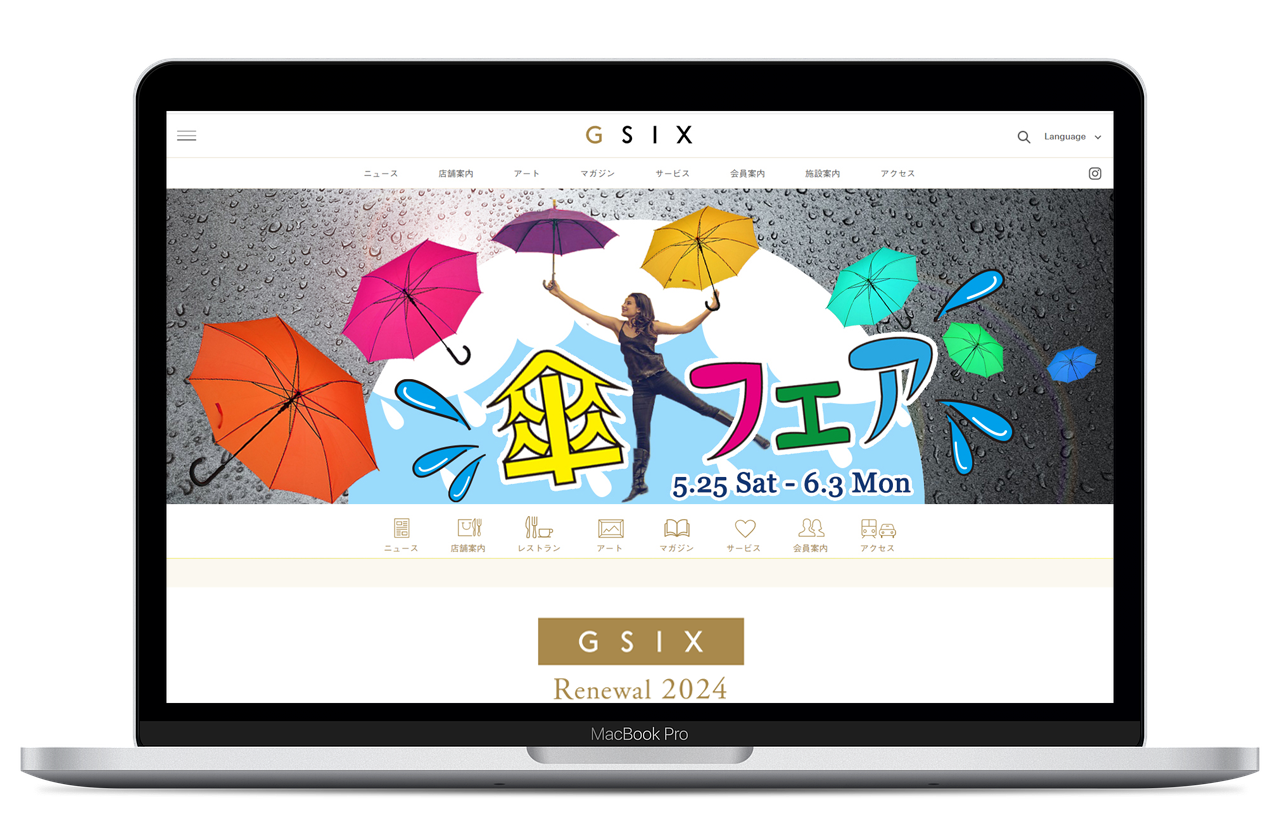 G SIX
Language
ニュース 店舗案内 アート マガジン サービス 会員案内 施設案内 アクセス
傘フェア
5.25 Sat - 6.3 Mon
ニュース 店舗案内 レストラン アート マガジン サービス 会員案内 アクセス
G SIX
Renewal 2024
MacBook Pro